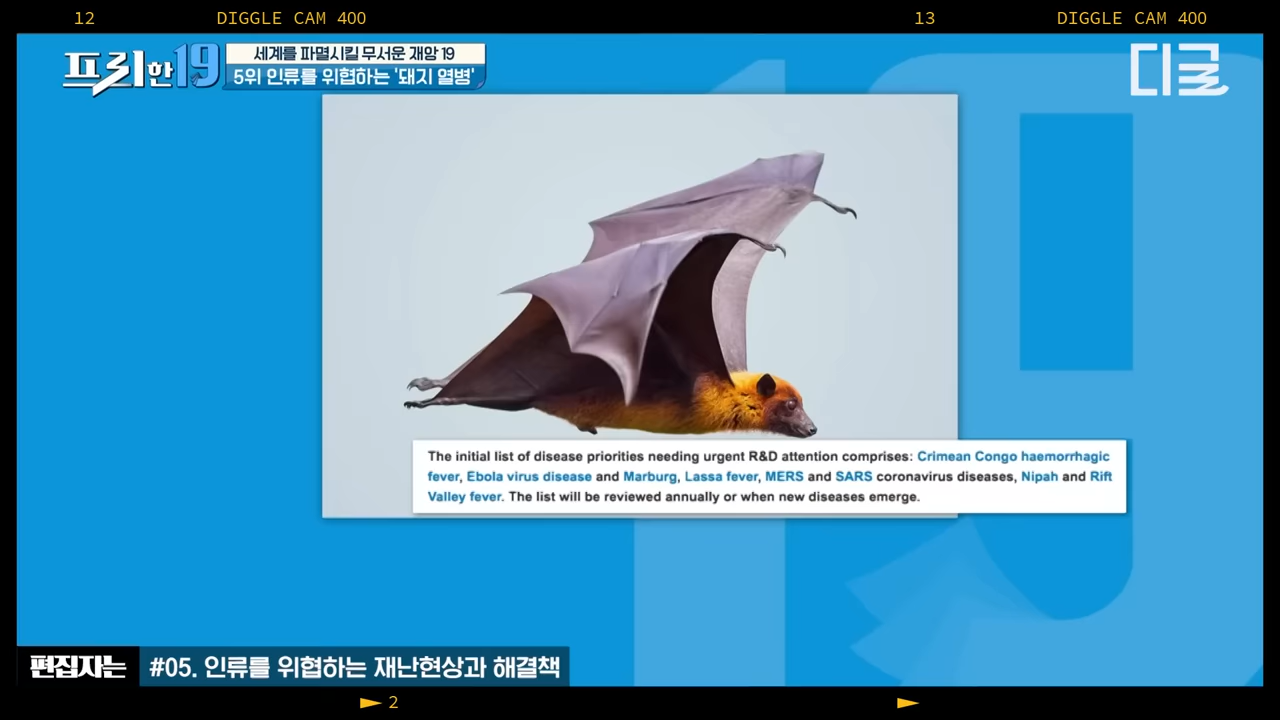 12 DIGGLE CAM 400 13 DIGGLE CAM 400
프리한19
세계를 파멸시킬 무서운 재앙 19
5위 인류를 위협하는 '돼지 열병'
디글
The initial list of disease priorities needing urgent R&D attention comprises: Crimean Congo haemorrhagic
fever, Ebola virus disease and Marburg, Lassa fever, MERS and SARS coronavirus diseases, Nipah and Rift
Valley fever. The list will be reviewed annually or when new diseases emerge.
편집자는 #05. 인류를 위협하는 재난현상과 해결책
2